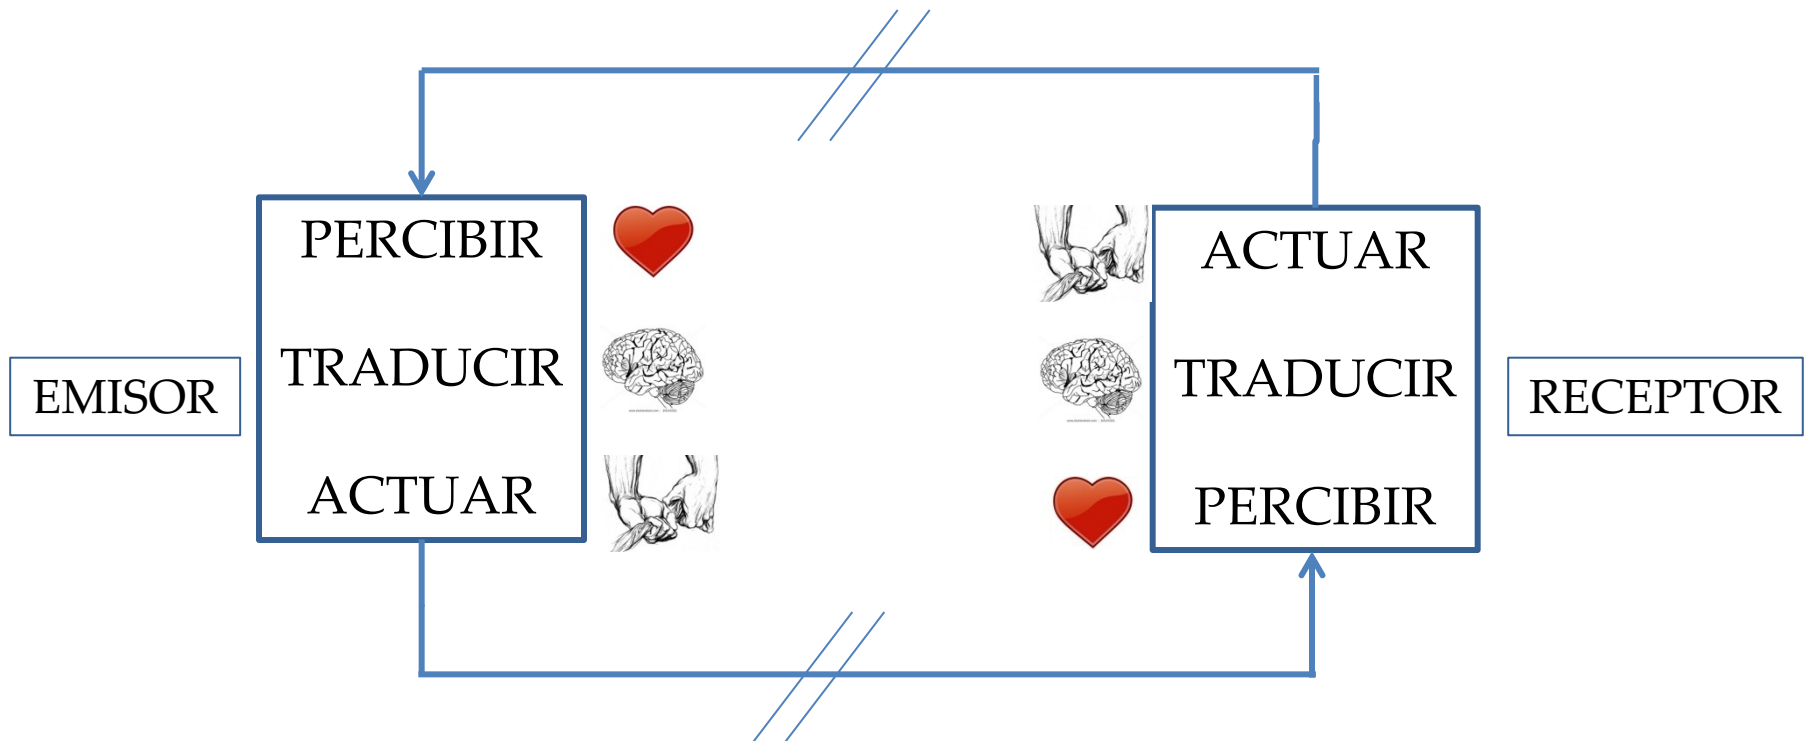 EMISOR
PERCIBIR
TRADUCIR
ACTUAR
ACTUAR
TRADUCIR
PERCIBIR
RECEPTOR